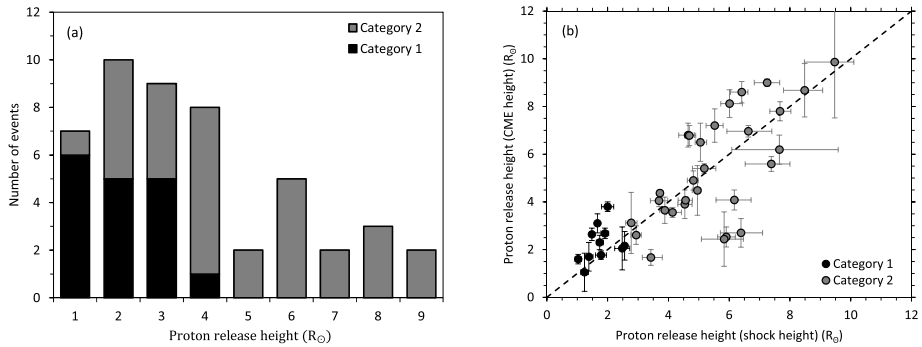 (a)
Category 2
Category 1
Number of events
12
10
8
6
4
2
0
1 2 3 4 5 6 7 8 9
Proton release height (R⊙)
(b)
Proton release height (CME height) (R⊙)
12
10
8
6
4
2
0
Category 1
Category 2
0 2 4 6 8 10 12
Proton release height (shock height) (R⊙)